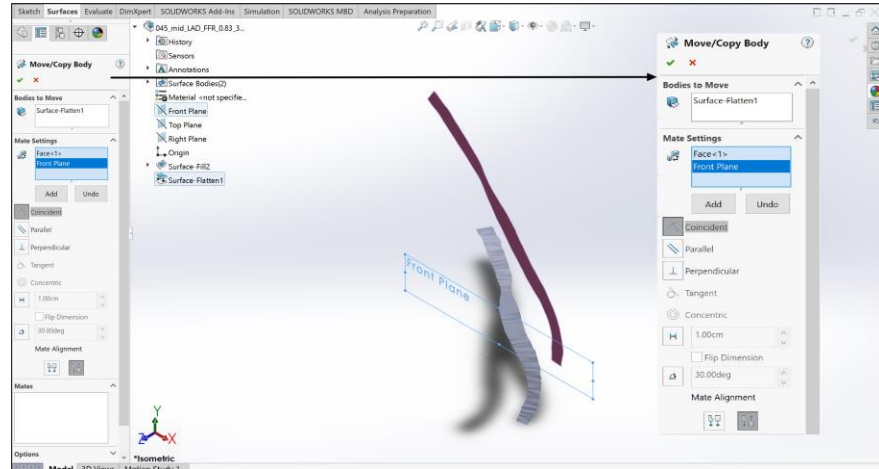 Sketch Surfaces Evaluate DimXpert SOLIDWORKS Add-Ins Simulation SOLIDWORKS MBD Analysis Preparation
Move/Copy Body
Bodies to Move
Surface-Flatten1
Mate Settings
Face<1>
Front Plane
Add Undo
Coincident
Parallel
Perpendicular
Tangent
Concentric
1.00cm
Flip Dimension
30.00deg
Mate Alignment
Mates
Options
045_mid_LAD_FFR_0.83_3...
History
Sensors
Annotations
Surface Bodies(2)
Material <not specifie...
Front Plane
Top Plane
Right Plane
Origin
Surface-Fill2
Surface-Flatten1
Front Plane
Y
Z X
*Isometric
Model 3D Views Motion Study 1
Move/Copy Body
Bodies to Move
Surface-Flatten1
Mate Settings
Face<1>
Front Plane
Add Undo
Coincident
Parallel
Perpendicular
Tangent
Concentric
1.00cm
Flip Dimension
30.00deg
Mate Alignment